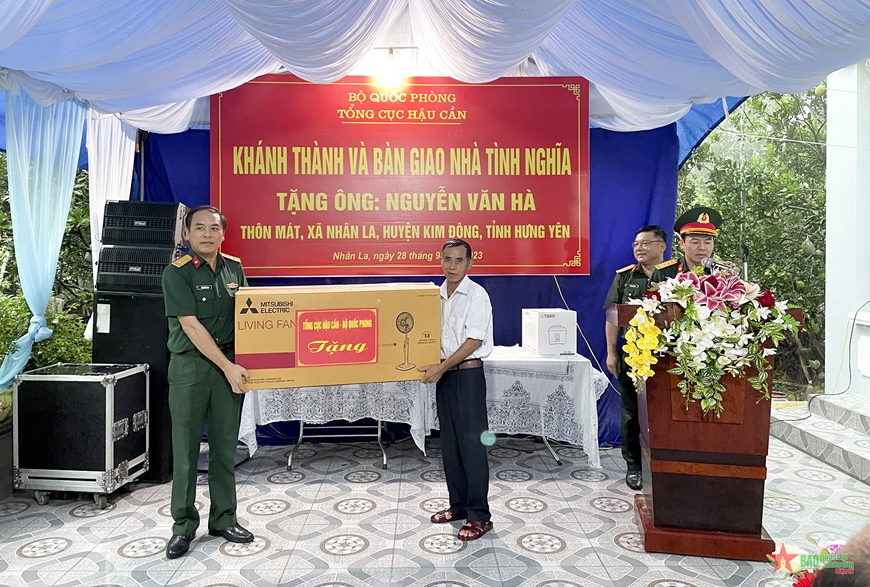 BỘ QUỐC PHÒNG
TỔNG CỤC HẬU CẦN
KHÁNH THÀNH VÀ BÀN GIAO NHÀ TÌNH NGHĨA
TẶNG ÔNG: NGUYỄN VĂN HÀ
THÔN MÁT, XÃ NHÂN LA, HUYỆN KIM ĐỘNG, TỈNH HƯNG YÊN
Nhân La, ngày 28 tháng 9 23
MITSUBISHI
ELECTRIC
LIVING FAN
TỔNG CỤC HẬU CẦN - BỘ QUỐC PHÒNG
Tặng
TIGER